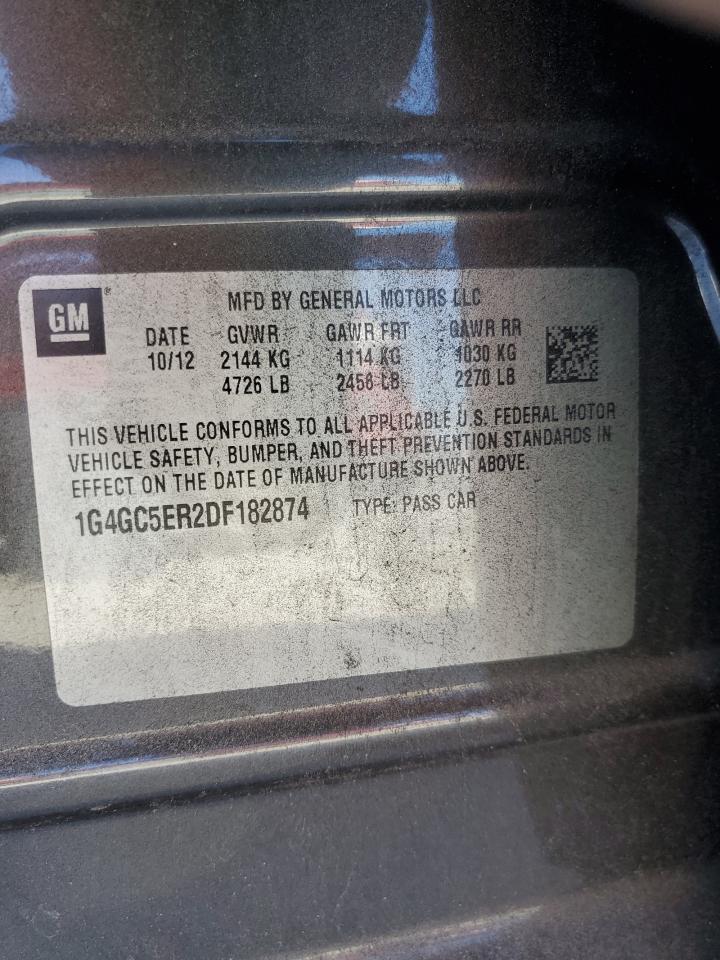 GM ®
MFD BY GENERAL MOTORS LLC
DATE GVWR GAWR FRT GAWR RR
10/12 2144 KG 1114 KG 1030 KG
4726 LB 2456 LB 2270 LB
THIS VEHICLE CONFORMS TO ALL APPLICABLE U.S. FEDERAL MOTOR
VEHICLE SAFETY, BUMPER, AND THEFT PREVENTION STANDARDS IN
EFFECT ON THE DATE OF MANUFACTURE SHOWN ABOVE.
1G4GC5ER2DF182874 TYPE: PASS CAR